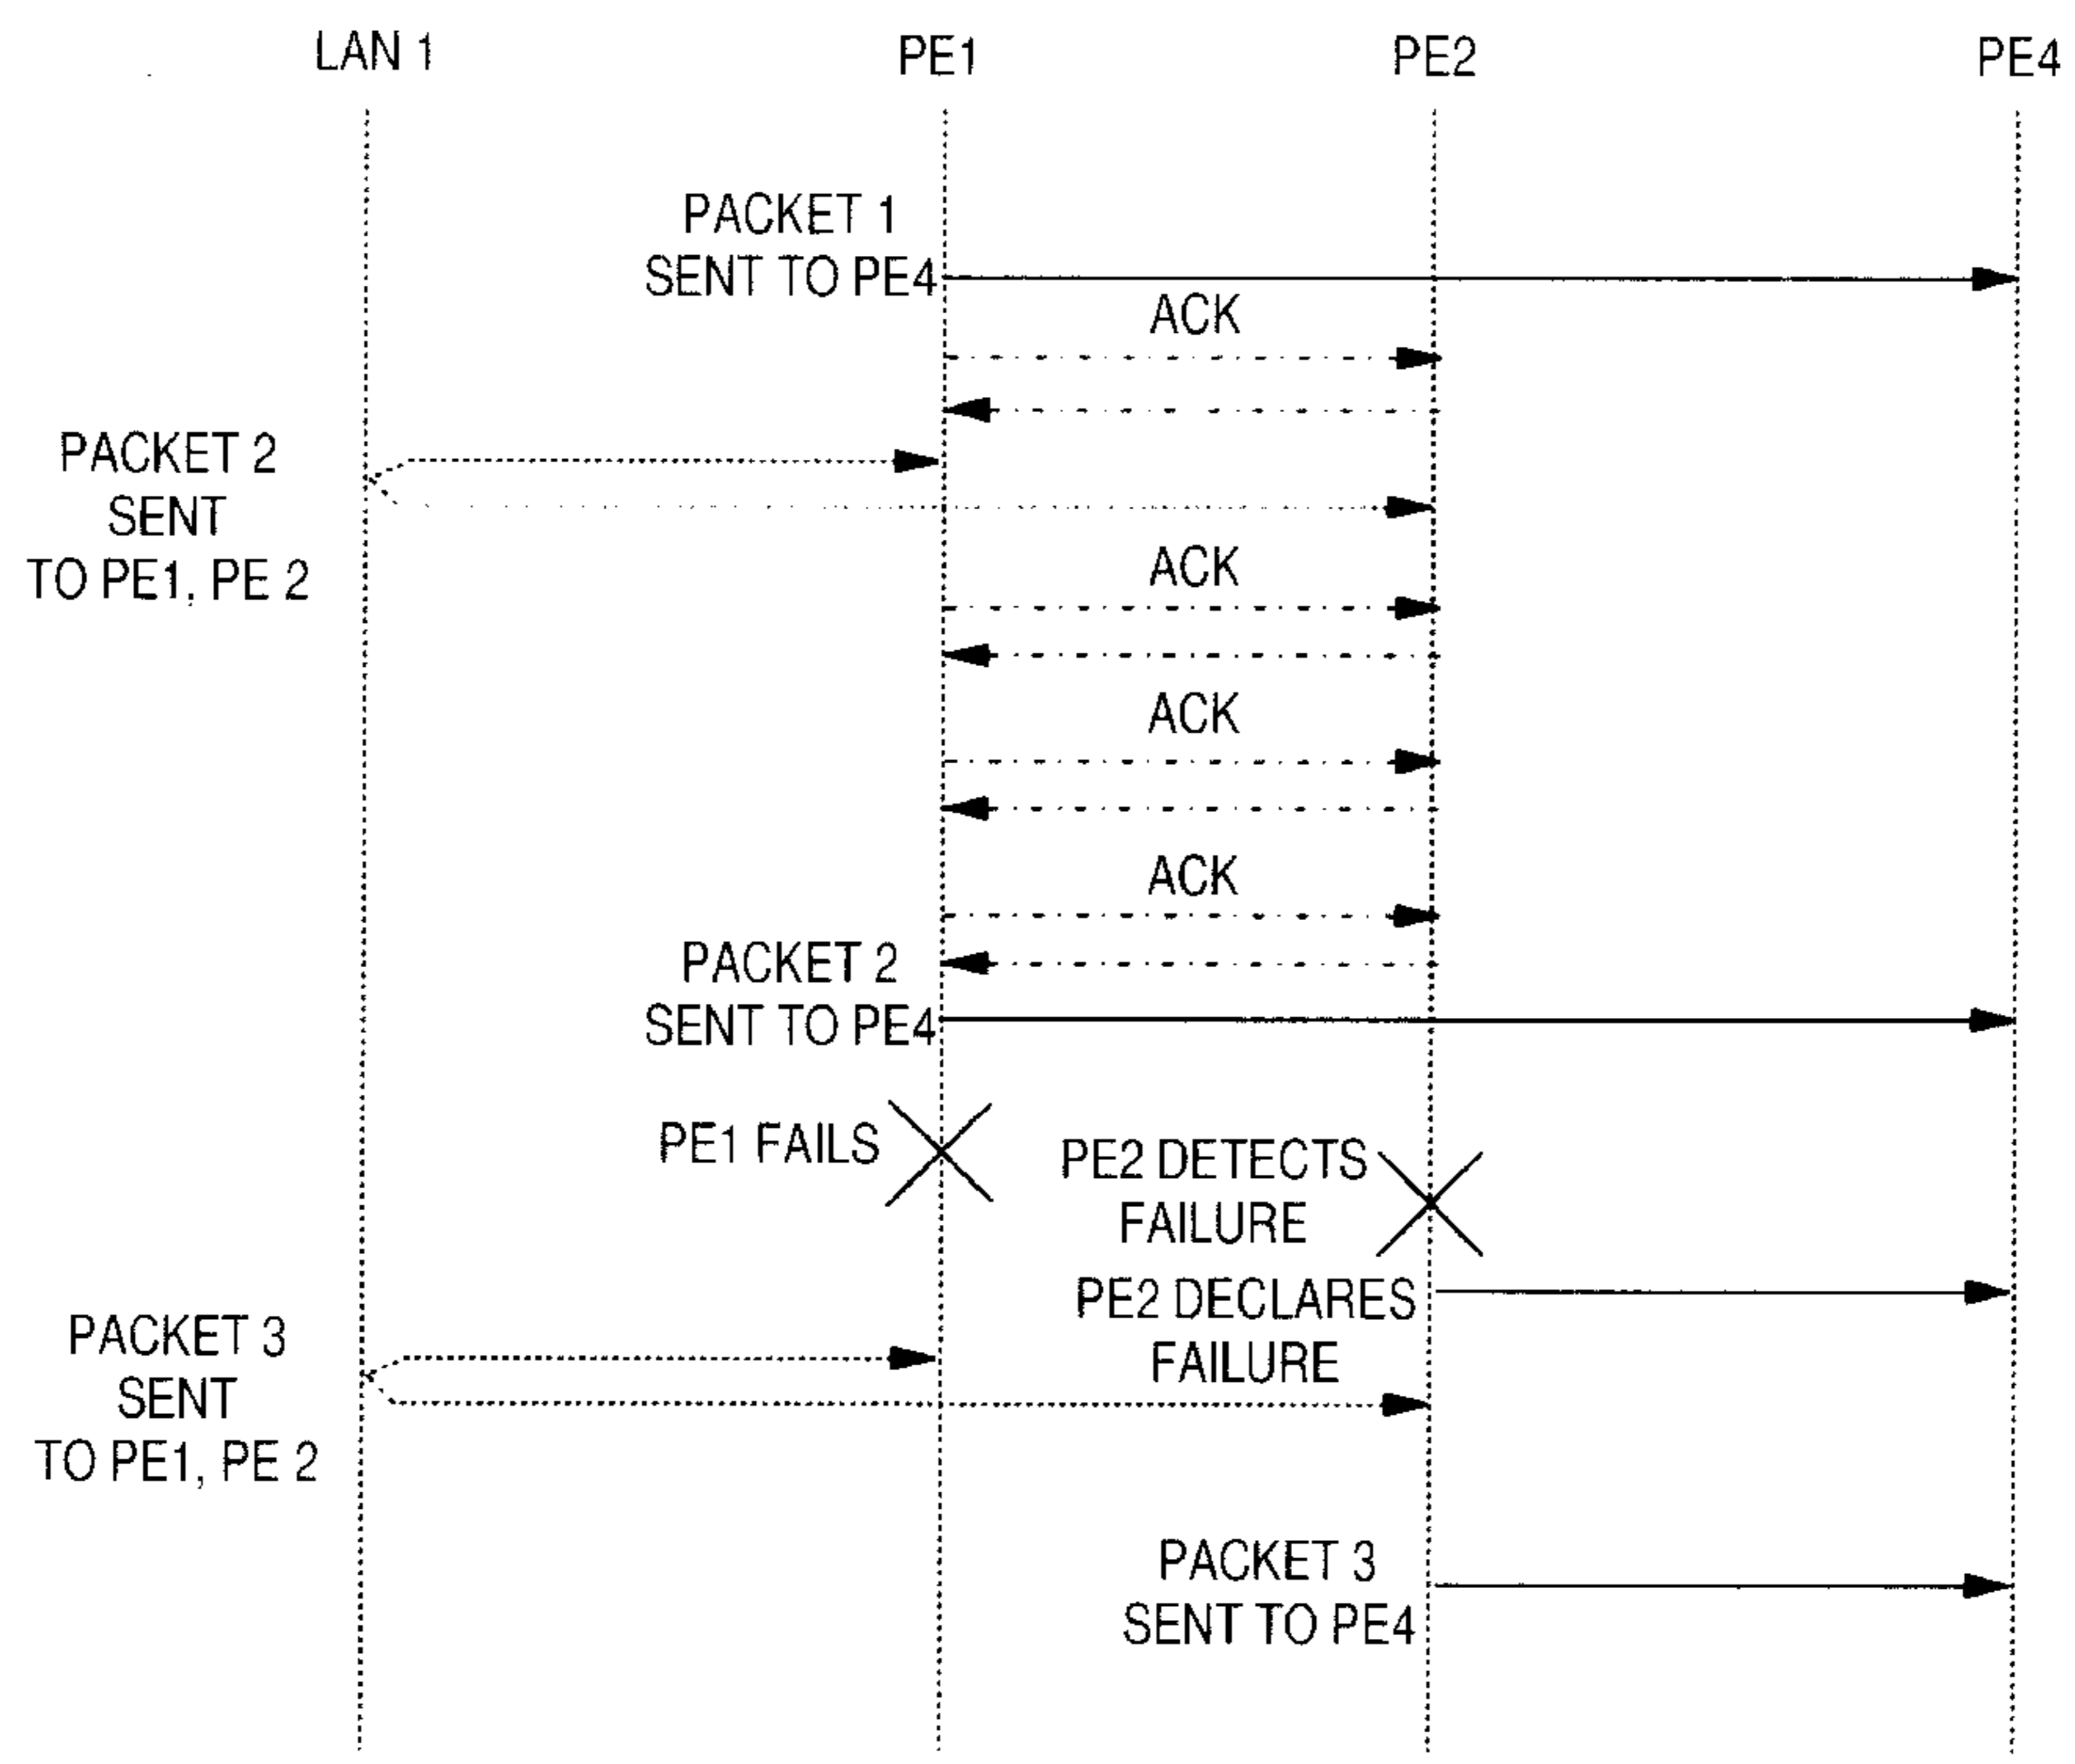 LAN 1
PE1
PE2
PE4
PACKET 1
SENT TO PE4
ACK
PACKET 2
SENT
TO PE1, PE 2
ACK
ACK
ACK
PACKET 2
SENT TO PE4
PE1 FAILS
PE2 DETECTS
FAILURE
PE2 DECLARES
FAILURE
PACKET 3
SENT
TO PE1, PE 2
PACKET 3
SENT TO PE4